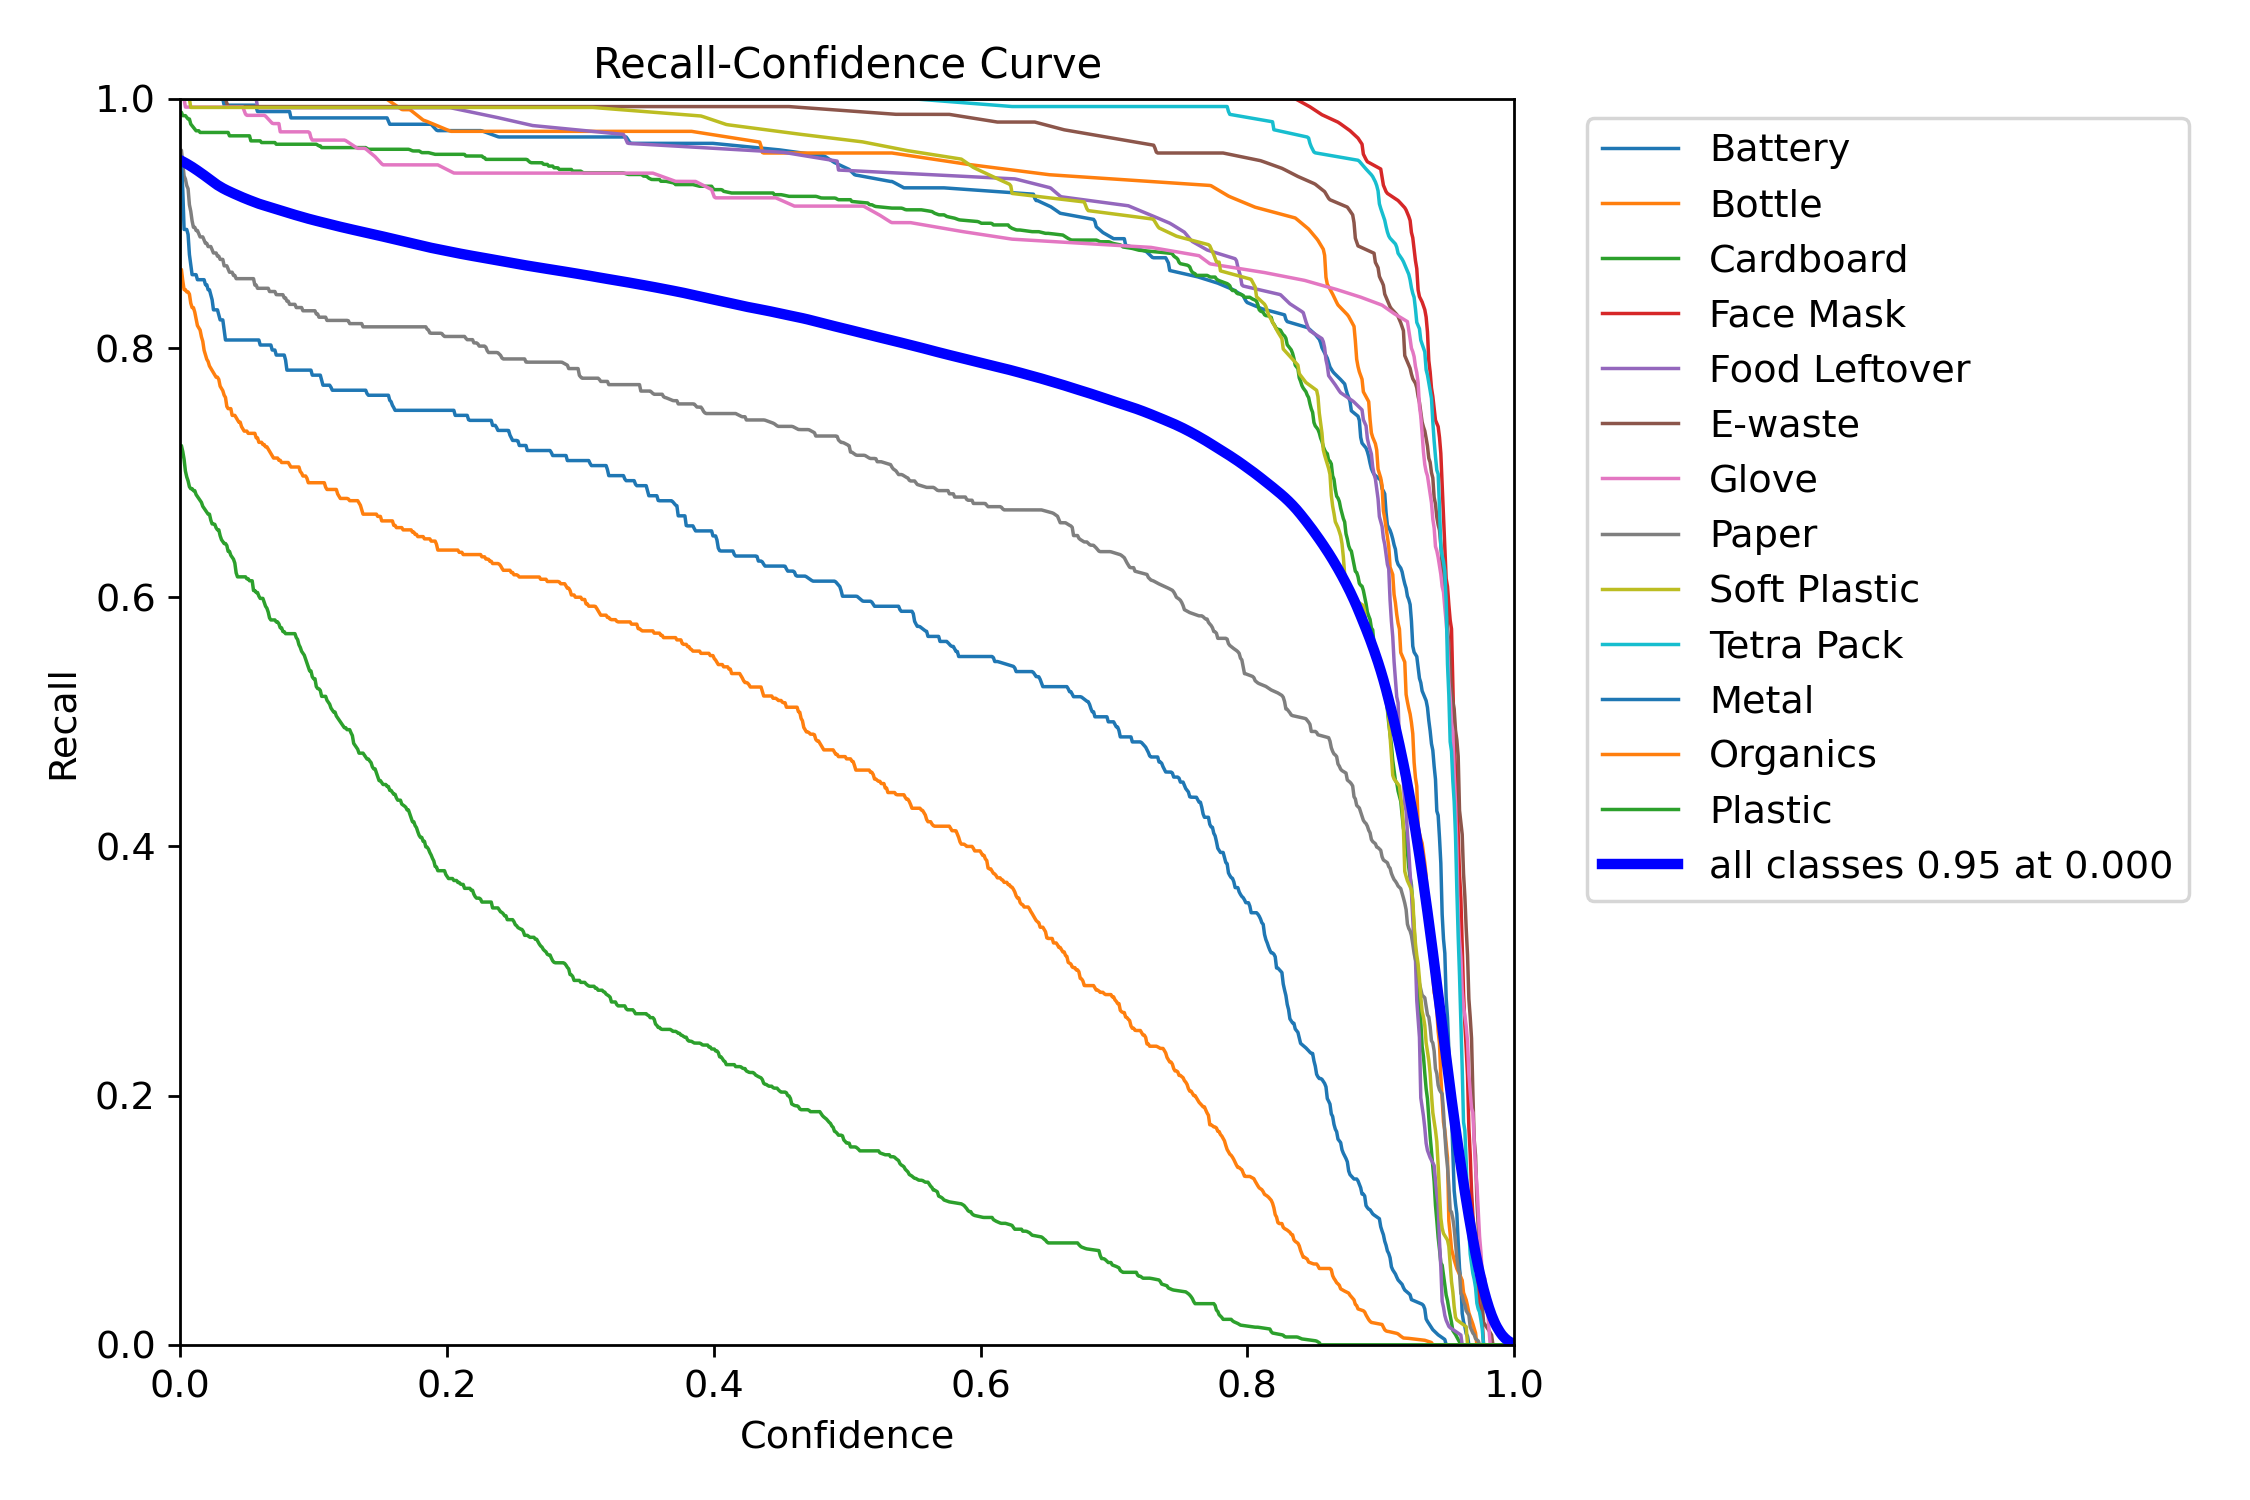 Recall-Confidence Curve
1.0
0.8
0.6
0.4
0.2
0.0
Recall
0.0 0.2 0.4 0.6 0.8 1.0
Confidence
Battery
Bottle
Cardboard
Face Mask
Food Leftover
E-waste
Glove
Paper
Soft Plastic
Tetra Pack
Metal
Organics
Plastic
all classes 0.95 at 0.000